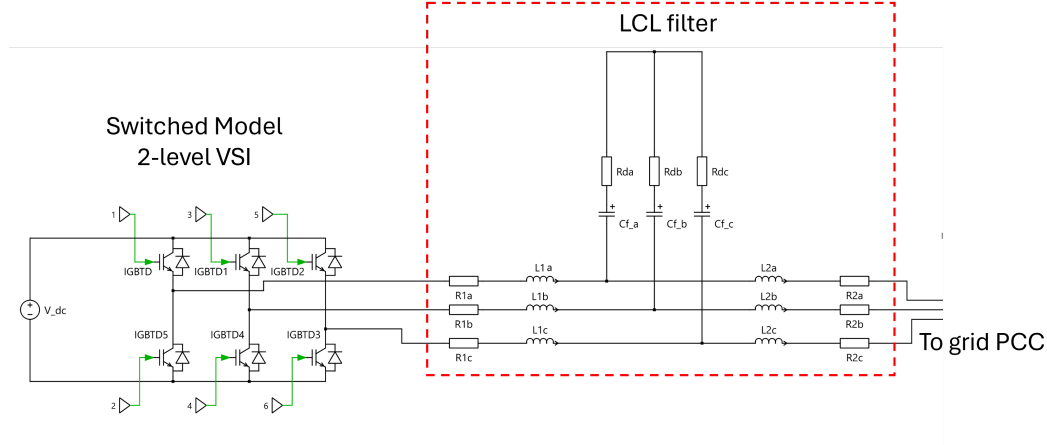 LCL filter
Switched Model
2-level VSI
Rda
Rdb
Rdc
+
+
+
Cf_a
Cf_b
Cf_c
1
3
5
IGBTD
IGBTD1
IGBTD2
L1a
L2a
R1a
R2a
V_dc
L1b
L2b
R1b
R2b
IGBTD5
IGBTD4
IGBTD3
L1c
L2c
To grid PCC
R1c
R2c
2
4
6